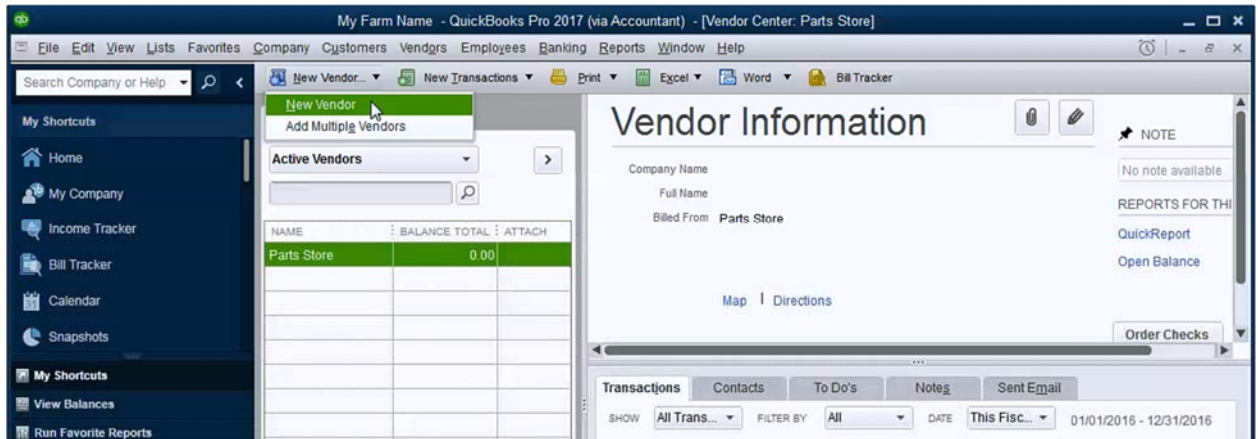 qb
My Farm Name - QuickBooks Pro 2017 (via Accountant) - [Vendor Center: Parts Store]
File Edit View Lists Favorites Company Customers Vendors Employees Banking Reports Window Help
Search Company or Help
New Vendor... New Transactions Print Excel Word Bill Tracker
New Vendor
Add Multiple Vendors
My Shortcuts
Home
My Company
Income Tracker
Bill Tracker
Calendar
Snapshots
My Shortcuts
View Balances
Run Favorite Reports
Active Vendors
NAME BALANCE TOTAL ATTACH
Parts Store 0.00
Vendor Information
Company Name
Full Name
Billed From Parts Store
Map | Directions
NOTE
No note available
REPORTS FOR THI
QuickReport
Open Balance
Order Checks
Transactions Contacts To Do's Notes Sent Email
SHOW All Trans... FILTER BY All DATE This Fisc... 01/01/2016 - 12/31/2016